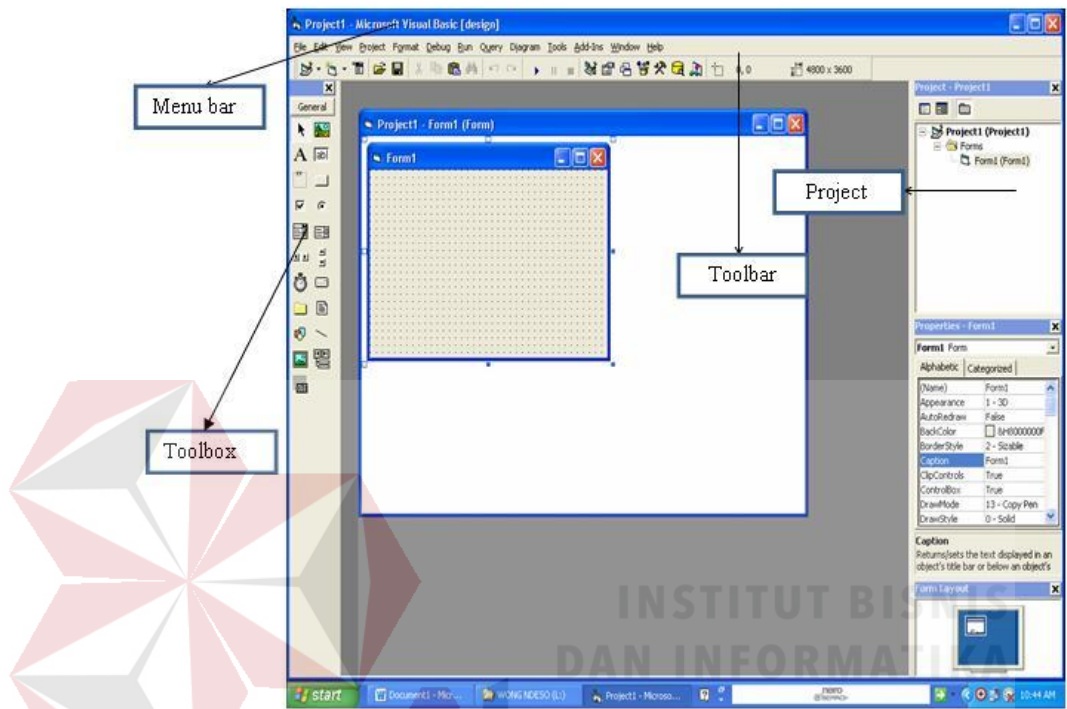 Project1 - Microsoft Visual Basic [design]
File Edit View Project Format Debug Run Query Diagram Tools Add-Ins Window Help
0, 0 4800 x 3600
Menu bar
General
Project1 - Form1 (Form)
Form1
Project - Project1
Project1 (Project1)
Forms
Form1 (Form1)
Project
Toolbar
Toolbox
Properties - Form1
Form1 Form
Alphabetic Categorized
(Name) Form1
Appearance 1 - 3D
AutoRedraw False
BackColor &H8000000F
BorderStyle 2 - Sizable
Caption Form1
ClipControls True
ControlBox True
DrawMode 13 - Copy Pen
DrawStyle 0 - Solid
Caption
Returns/sets the text displayed in an
object's title bar or below an object's
Form Layout
INSTITUT BISNIS
DAN INFORMATIKA
start Document1 - Micr... WONG NDESO (L:) Project1 - Microso... nero 10:44 AM